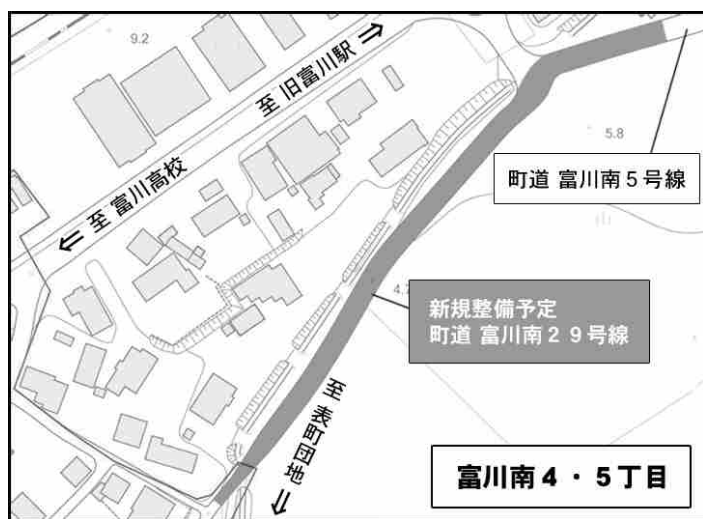 9.2
至 旧富川駅
5.8
町道 富川南5号線
至 富川高校
新規整備予定
町道 富川南29号線
至 表町団地
富川南4・5丁目